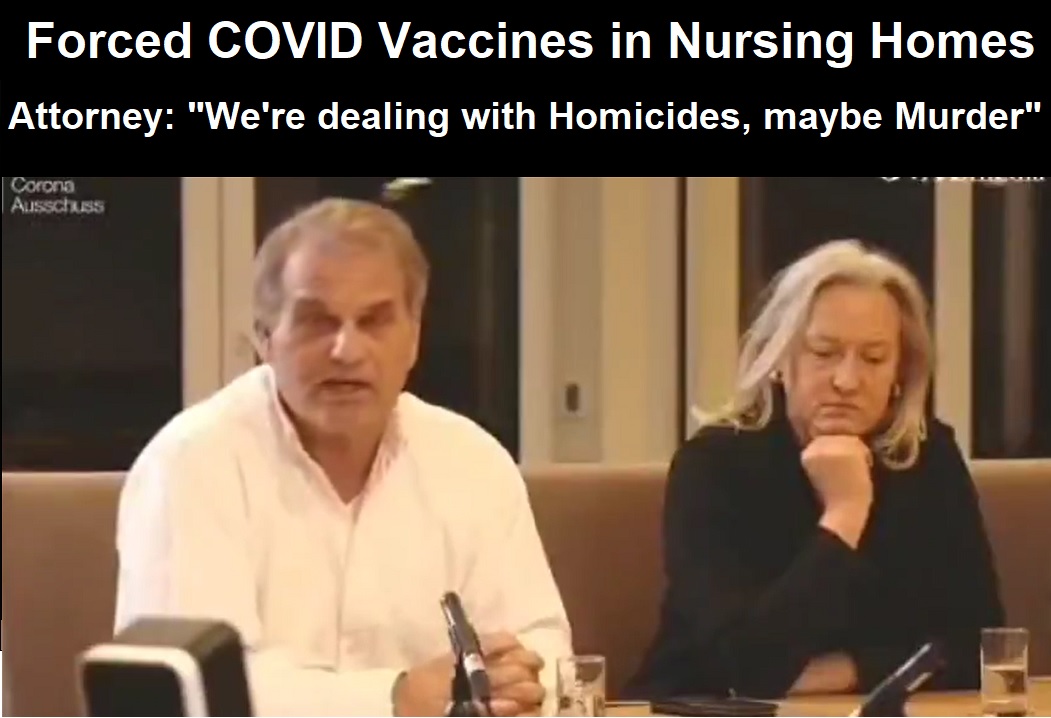 Forced COVID Vaccines in Nursing Homes
Attorney: "We're dealing with Homicides, maybe Murder"
Corona
Ausschuss